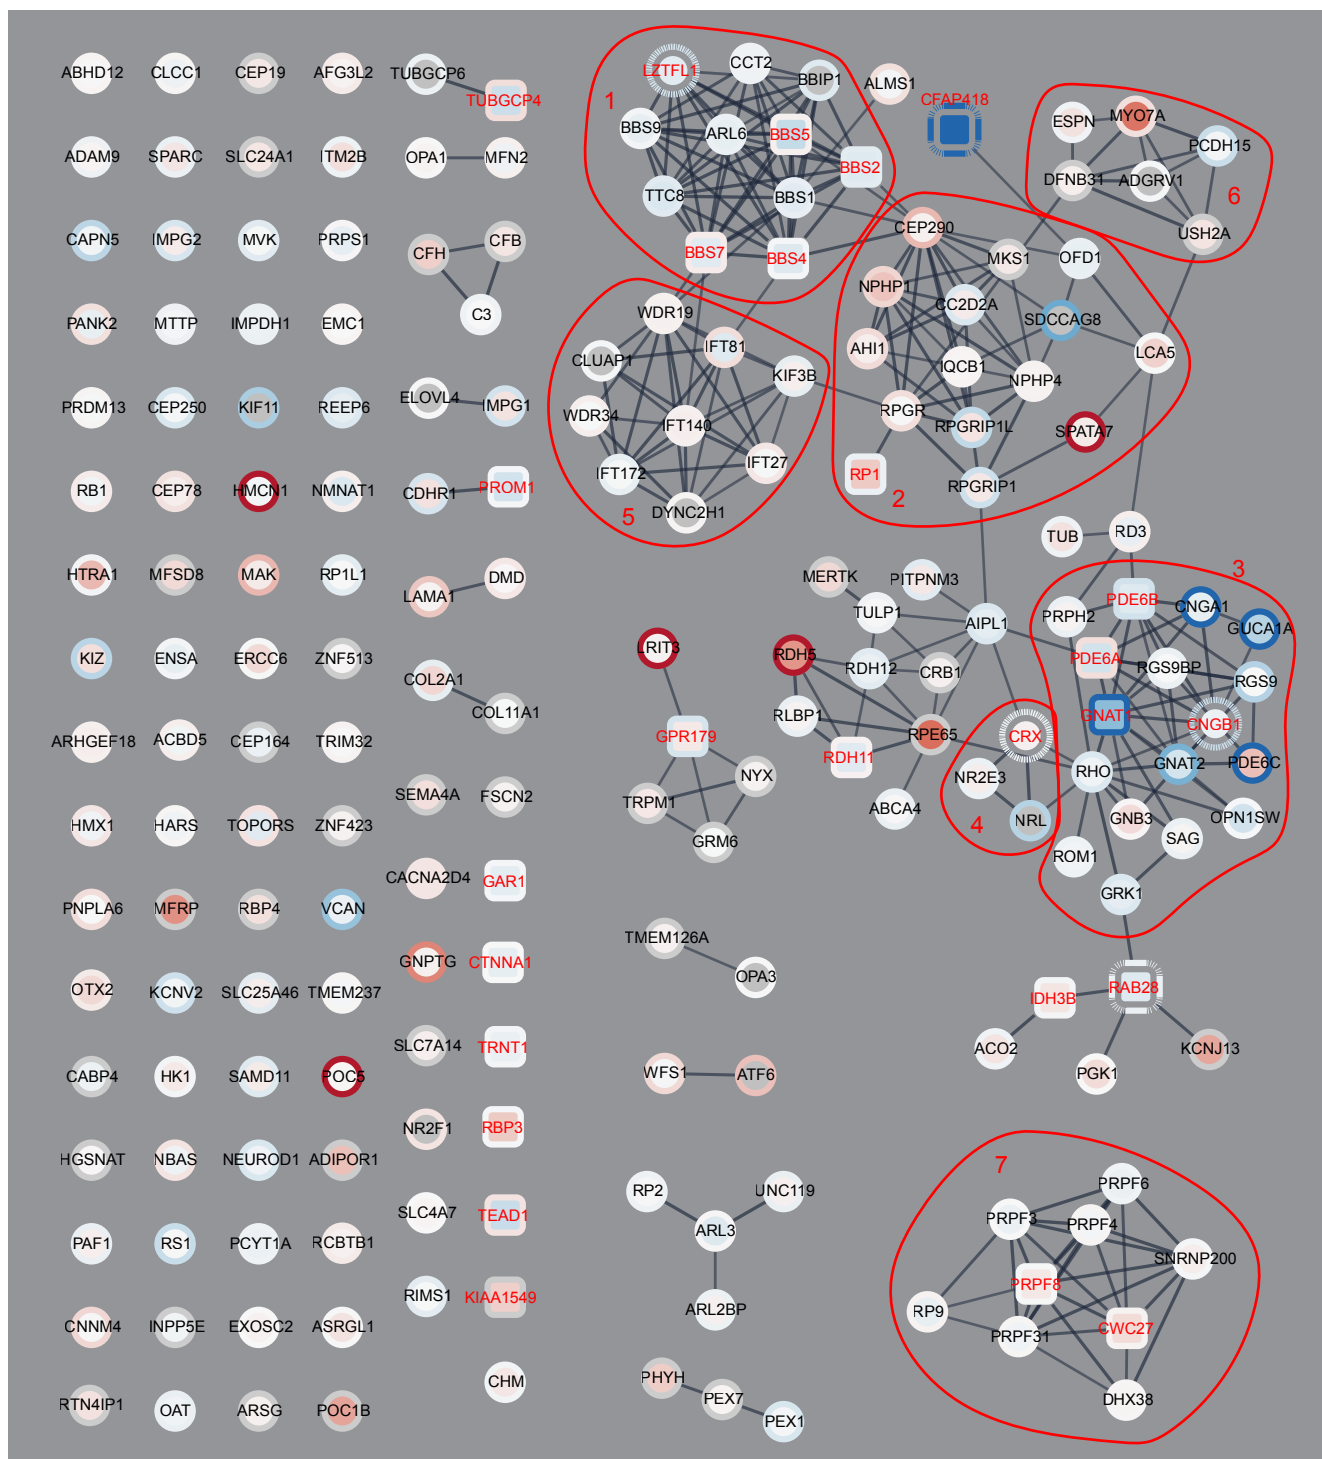 ABHD12
CLCC1
CEP19
AFG3L2
ADAM9
SPARC
SLC24A1
ITM2B
CAPN5
IMPG2
MVK
PRPS1
PANK2
MTTP
IMPDH1
EMC1
PRDM13
CEP250
KIF11
REEP6
RB1
CEP78
HMCN1
NMNAT1
HTRA1
MFSD8
MAK
RP1L1
KIZ
ENSA
ERCC6
ZNF513
ARHGEF18
ACBD5
CEP164
TRIM32
HMX1
HARS
TOPORS
ZNF423
PNPLA6
MFRP
RBP4
VCAN
OTX2
KCNV2
SLC25A46
TMEM237
CABP4
HK1
SAMD11
POC5
HGSNAT
NBAS
NEUROD1
ADIPOR1
PAF1
RS1
PCYT1A
RCBTB1
CNNM4
INPP5E
EXOSC2
ASRGL1
RTN4IP1
OAT
ARSG
POC1B
TUBGCP6
TUBGCP4
OPA1
MFN2
CFH
CFB
C3
ELOVL4
IMPG1
CDHR1
PROM1
LAMA1
DMD
COL2A1
COL11A1
SEMA4A
FSCN2
CACNA2D4
GAR1
GNPTG
CTNNA1
SLC7A14
TRNT1
NR2F1
RBP3
SLC4A7
TEAD1
RIMS1
KIAA1549
CHM
1
LZTFL1
CCT2
BBIP1
BBS9
ARL6
BBS5
BBS2
TTC8
BBS1
BBS7
BBS4
ALMS1
CFAP418
6
ESPN
MYO7A
PCDH15
DFNB31
ADGRV1
USH2A
2
CEP290
MKS1
OFD1
NPHP1
CC2D2A
SDCCAG8
AHI1
IQCB1
NPHP4
LCA5
RPGR
RPGRIP1L
SPATA7
RP1
RPGRIP1
5
WDR19
IFT81
CLUAP1
KIF3B
WDR34
IFT140
IFT172
IFT27
DYNC2H1
TUB
RD3
MERTK
PITPNM3
TULP1
AIPL1
RDH5
RDH12
CRB1
RLBP1
RDH11
RPE65
ABCA4
LRIT3
GPR179
NYX
TRPM1
GRM6
4
CRX
NR2E3
NRL
3
PRPH2
PDE6B
CNGA1
GUCA1A
PDE6A
RGS9BP
RGS9
GNAT1
CNGB1
RHO
GNAT2
PDE6C
GNB3
OPN1SW
SAG
ROM1
GRK1
TMEM126A
OPA3
IDH3B
RAB28
ACO2
PGK1
KCNJ13
WFS1
ATF6
RP2
UNC119
ARL3
ARL2BP
PHYH
PEX7
PEX1
7
PRPF6
PRPF3
PRPF4
SNRNP200
PRPF8
RP9
PRPF31
CWC27
DHX38